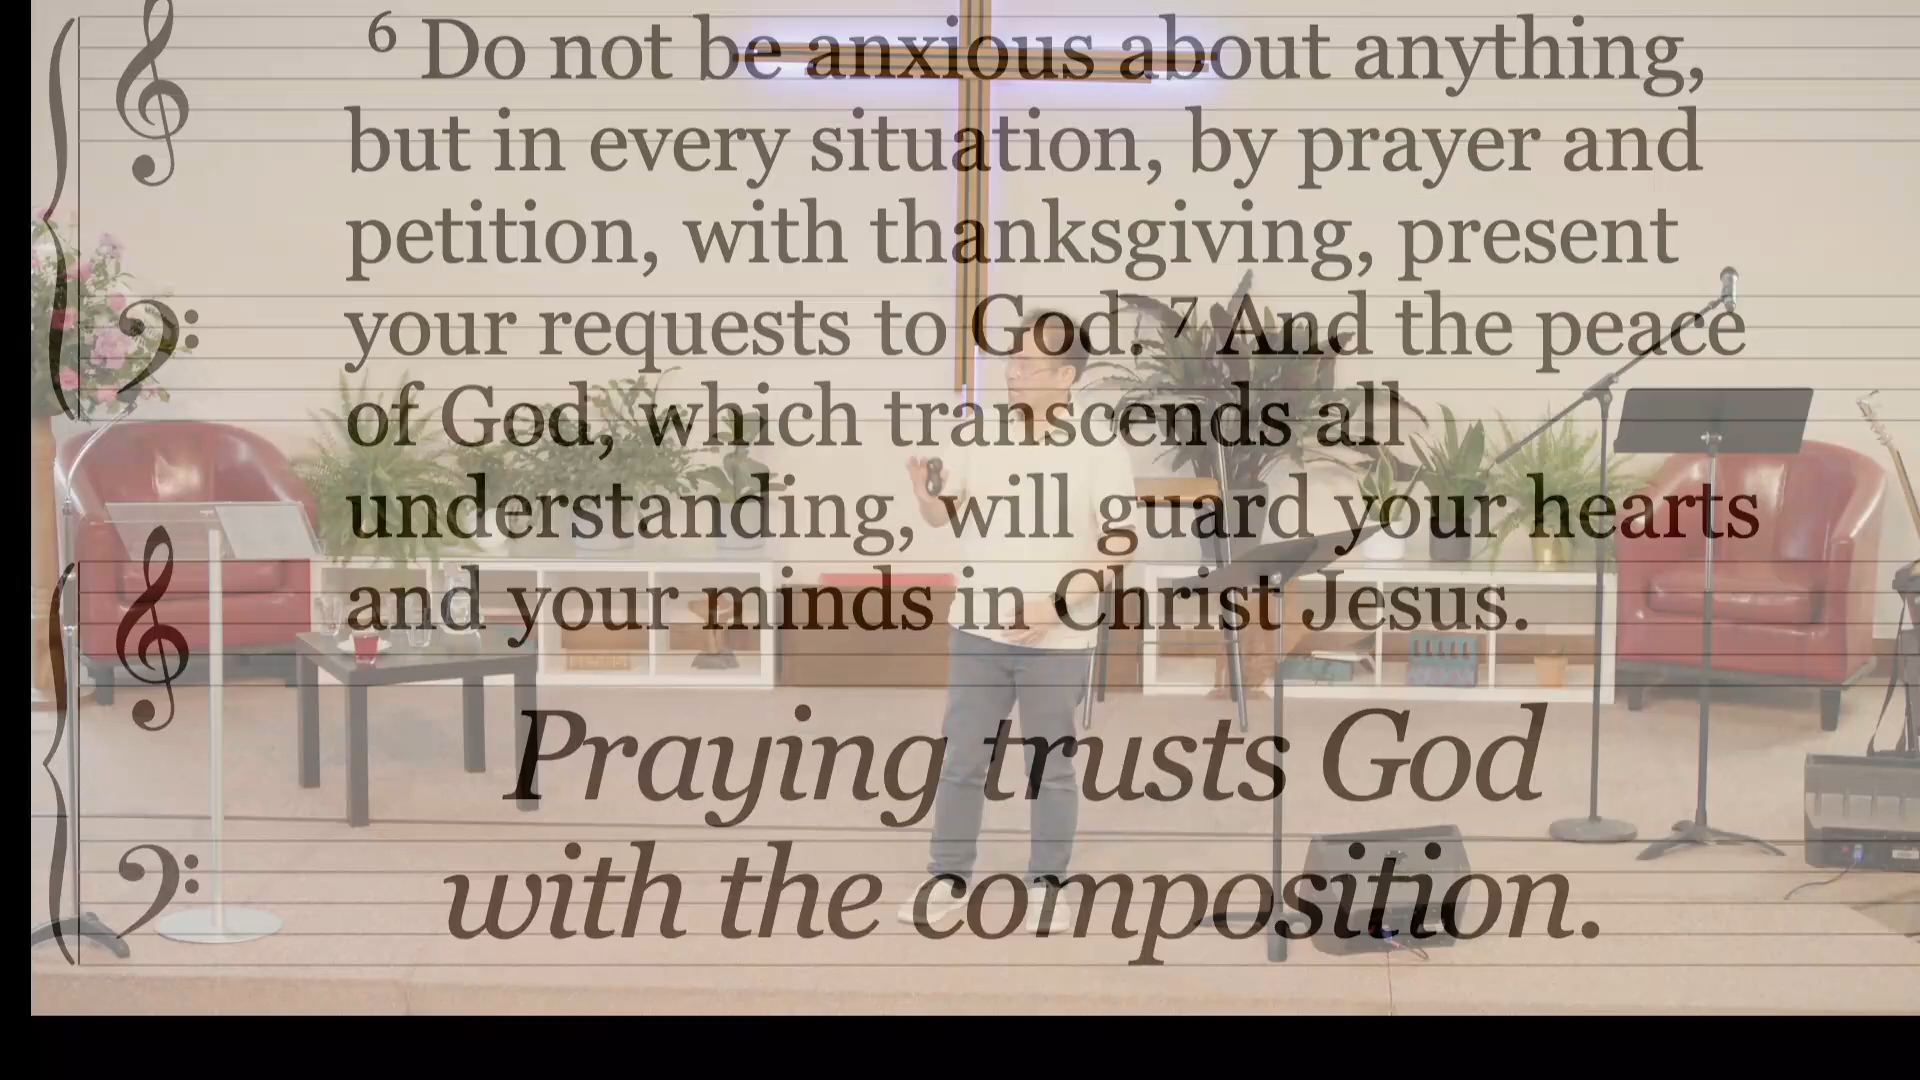 6 Do not be anxious about anything,
but in every situation, by prayer and
petition, with thanksgiving, present
your requests to God. 7 And the peace
of God, which transcends all
understanding, will guard your hearts
and your minds in Christ Jesus.
Praying trusts God
with the composition.